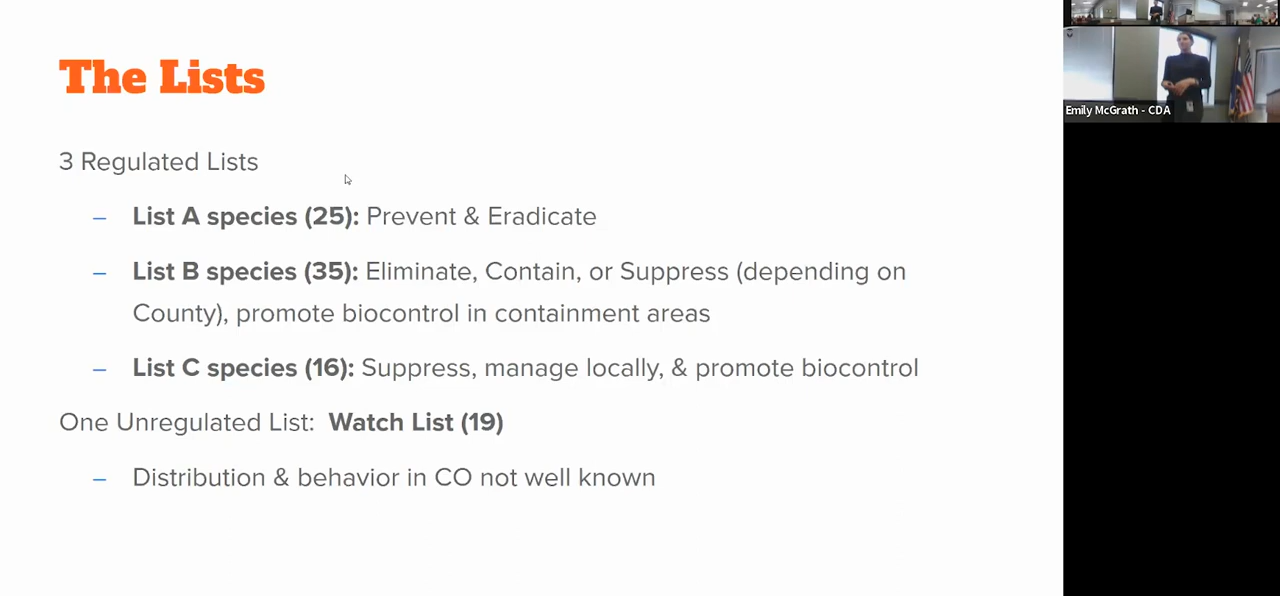 The Lists
3 Regulated Lists
– List A species (25): Prevent & Eradicate
– List B species (35): Eliminate, Contain, or Suppress (depending on
County), promote biocontrol in containment areas
– List C species (16): Suppress, manage locally, & promote biocontrol
One Unregulated List: Watch List (19)
– Distribution & behavior in CO not well known
Emily McGrath - CDA